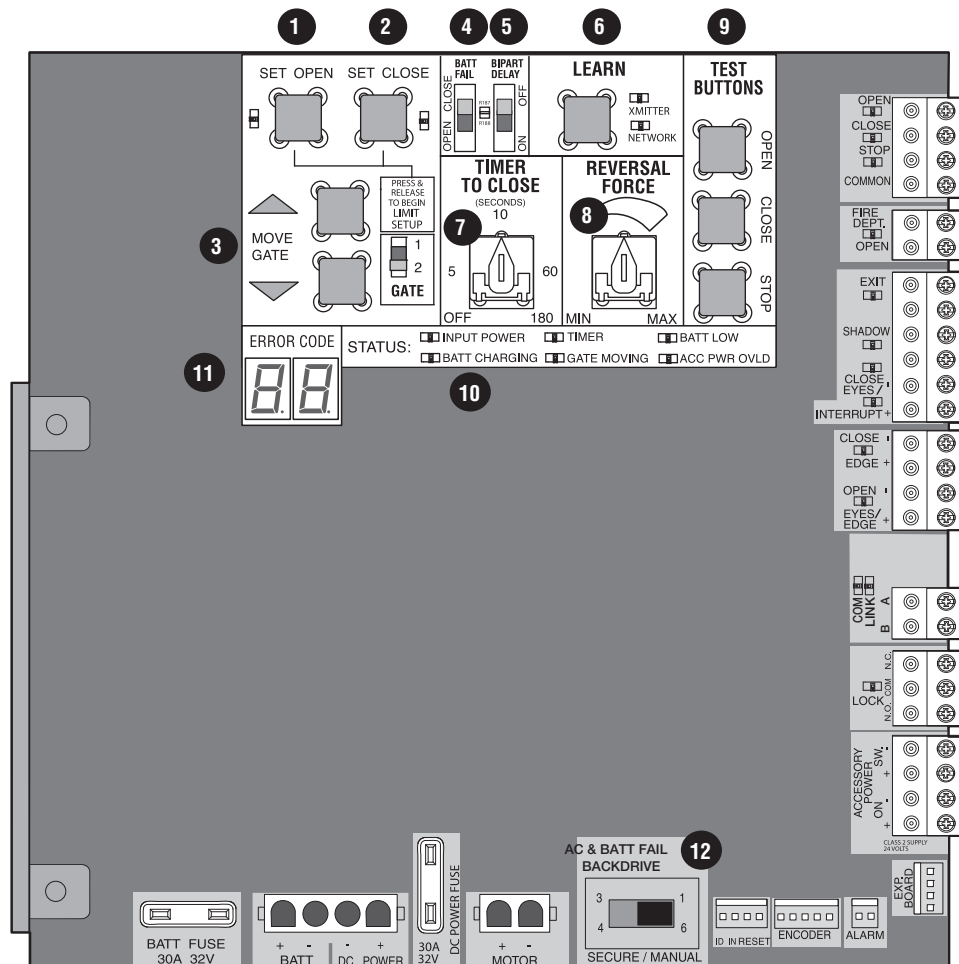 1
2
4
5
6
9
SET OPEN
SET CLOSE
BATT FAIL
OPEN CLOSE
R187
R188
BIPART DELAY
OFF
ON
LEARN
XMITTER
NETWORK
TEST BUTTONS
OPEN
CLOSE
STOP
PRESS & RELEASE TO BEGIN LIMIT SETUP
3
MOVE GATE
1
2
GATE
TIMER TO CLOSE
(SECONDS)
10
7
5
60
OFF
180
REVERSAL FORCE
8
MIN
MAX
11
ERROR CODE
8.8.
STATUS:
INPUT POWER
TIMER
BATT LOW
BATT CHARGING
GATE MOVING
ACC PWR OVLD
10
OPEN
CLOSE
STOP
COMMON
FIRE DEPT.
OPEN
EXIT
SHADOW
CLOSE
EYES/ -
INTERRUPT +
CLOSE -
EDGE +
OPEN -
EYES/
EDGE +
COM
LINK
A
B
LOCK
N.C.
COM
N.O.
ACCESSORY POWER
SW. -
+
ON -
+
CLASS 2 SUPPLY
24 VOLTS
EXP. BOARD
BATT FUSE
30A 32V
+ -
BATT
- +
DC POWER
30A
32V
DC POWER FUSE
+ -
MOTOR
12
AC & BATT FAIL
BACKDRIVE
3
1
4
6
SECURE / MANUAL
ID IN RESET
ENCODER
ALARM